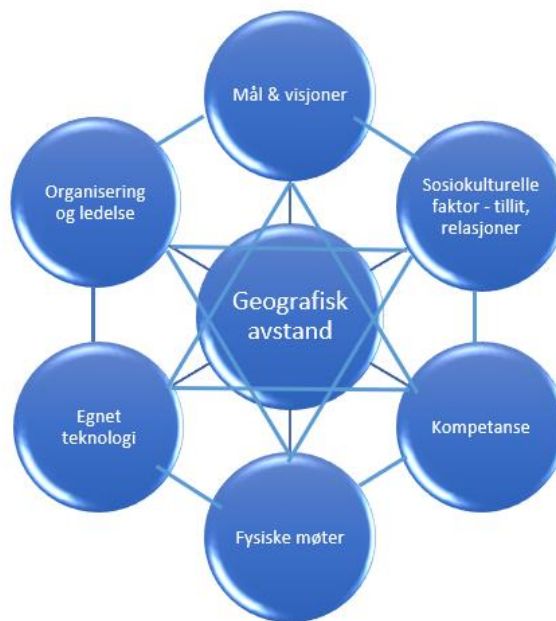 Mål & visjoner
Organisering
og ledelse
Sosiokulturelle
faktor - tillit,
relasjoner
Geografisk
avstand
Egnet
teknologi
Kompetanse
Fysiske møter